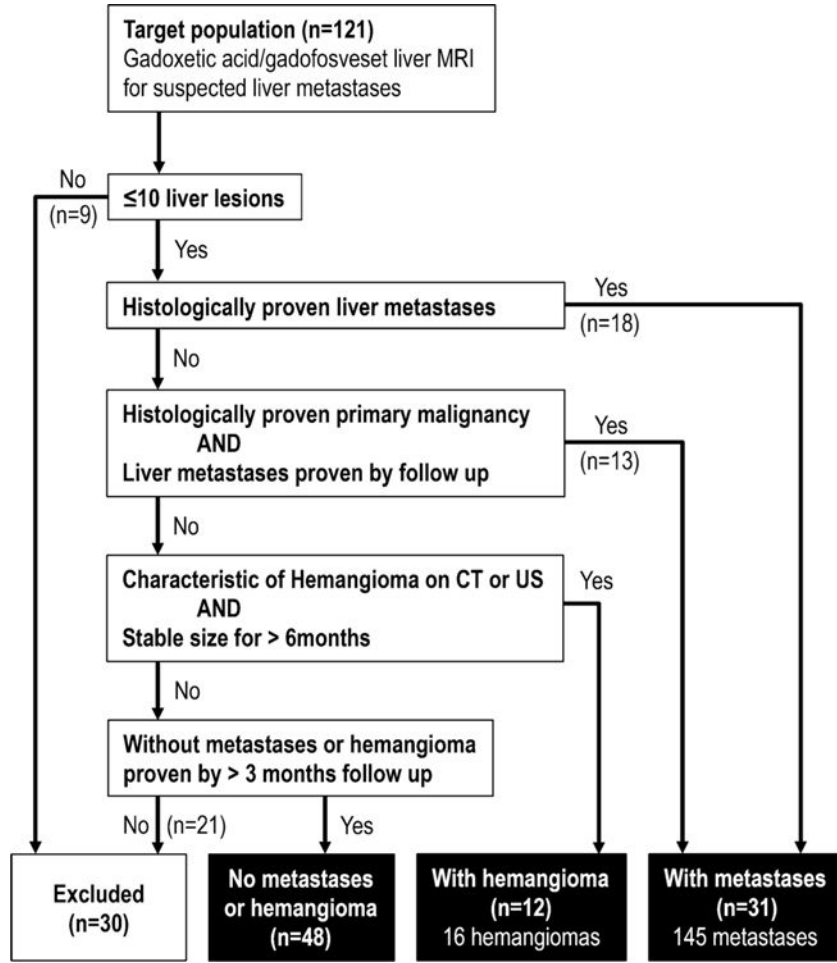 Target population (n=121)
Gadoxetic acid/gadofosveset liver MRI
for suspected liver metastases
No
(n=9)
≤10 liver lesions
Yes
Histologically proven liver metastases
Yes
(n=18)
No
Histologically proven primary malignancy
AND
Liver metastases proven by follow up
Yes
(n=13)
No
Characteristic of Hemangioma on CT or US
AND
Stable size for > 6months
Yes
No
Without metastases or hemangioma
proven by > 3 months follow up
No (n=21)
Yes
Excluded
(n=30)
No metastases
or hemangioma
(n=48)
With hemangioma
(n=12)
16 hemangiomas
With metastases
(n=31)
145 metastases